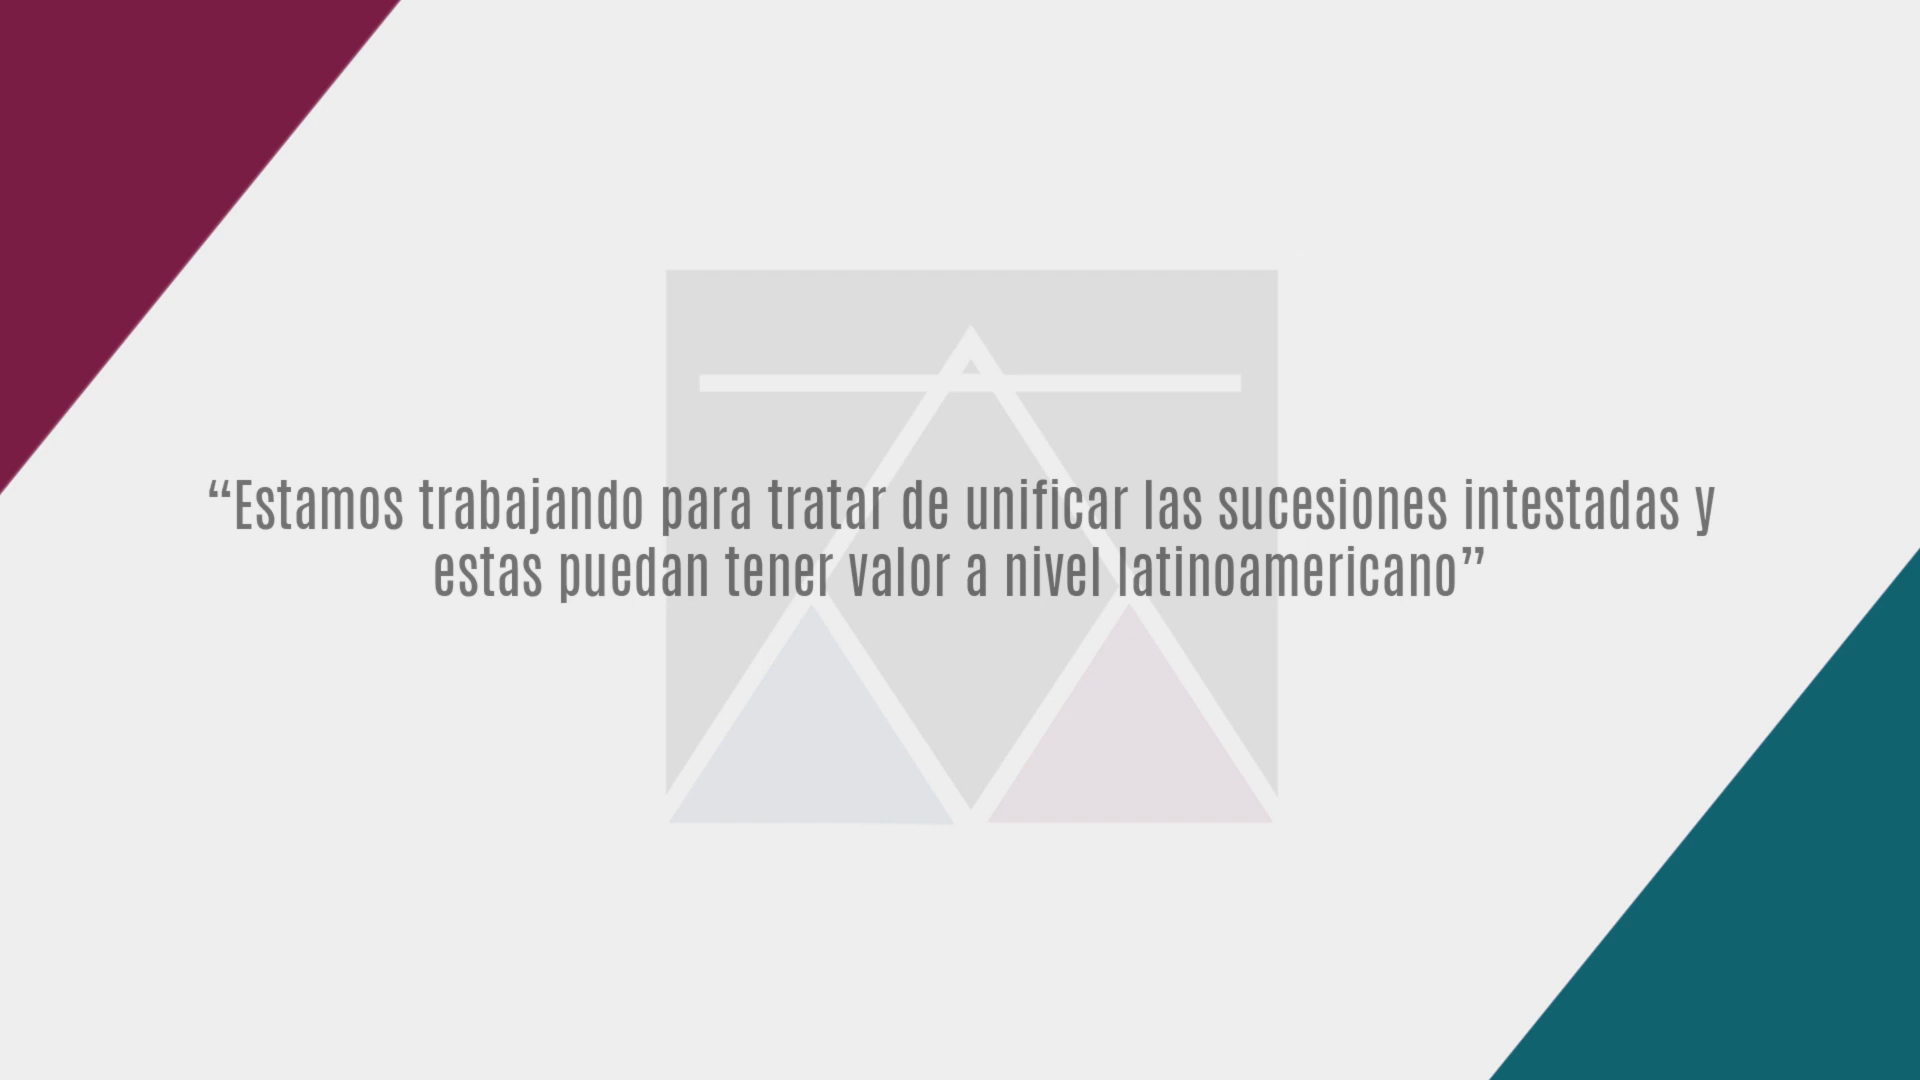 “Estamos trabajando para tratar de unificar las sucesiones intestadas y
estas puedan tener valor a nivel latinoamericano”